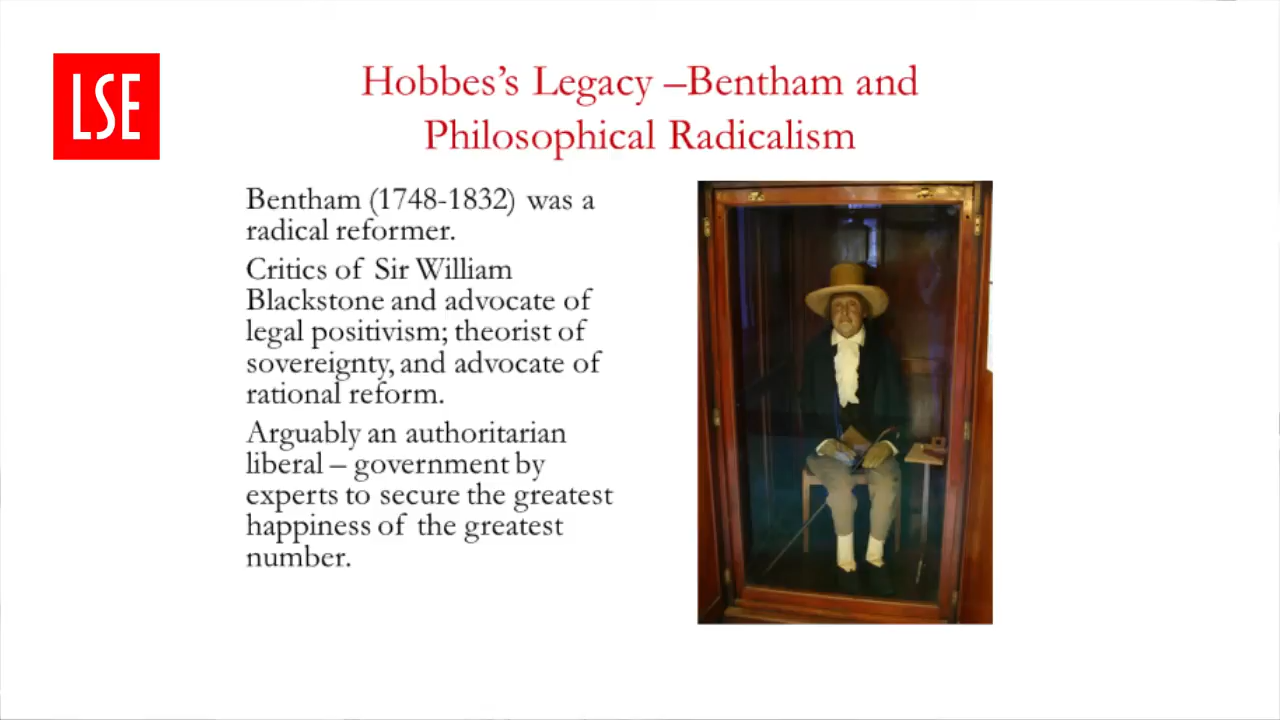 LSE
Hobbes’s Legacy –Bentham and
Philosophical Radicalism
Bentham (1748-1832) was a
radical reformer.
Critics of Sir William
Blackstone and advocate of
legal positivism; theorist of
sovereignty, and advocate of
rational reform.
Arguably an authoritarian
liberal – government by
experts to secure the greatest
happiness of the greatest
number.